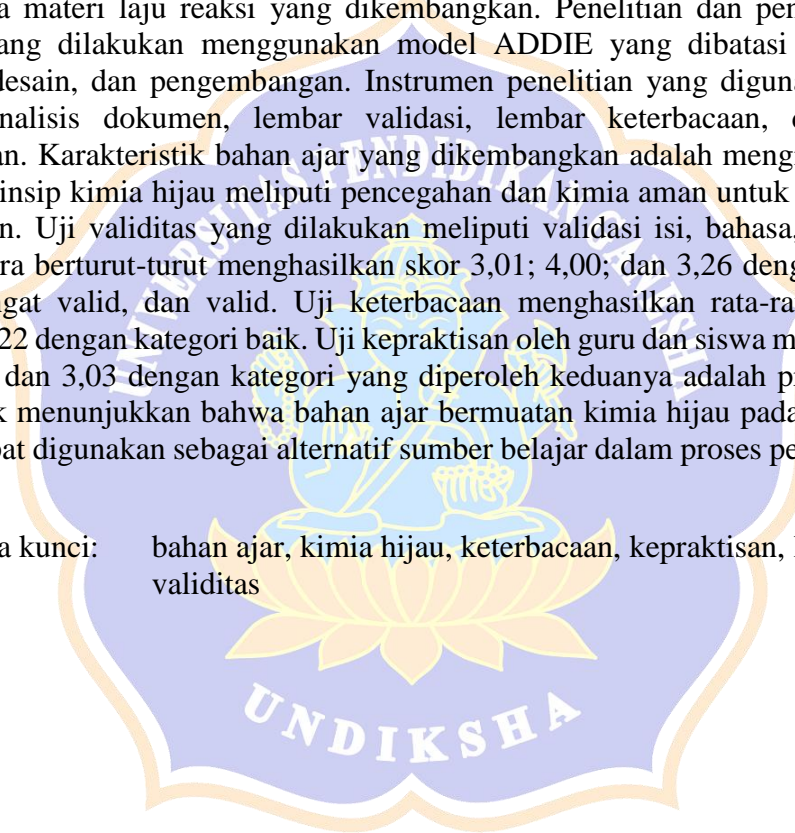 a materi laju reaksi yang dikembangkan. Penelitian dan pen
ang dilakukan menggunakan model ADDIE yang dibatasi
desain, dan pengembangan. Instrumen penelitian yang diguna
nalisis dokumen, lembar validasi, lembar keterbacaan,
an. Karakteristik bahan ajar yang dikembangkan adalah meng
insip kimia hijau meliputi pencegahan dan kimia aman untuk
n. Uji validitas yang dilakukan meliputi validasi isi, bahasa,
ra berturut-turut menghasilkan skor 3,01; 4,00; dan 3,26 deng
gat valid, dan valid. Uji keterbacaan menghasilkan rata-ra
22 dengan kategori baik. Uji kepraktisan oleh guru dan siswa m
dan 3,03 dengan kategori yang diperoleh keduanya adalah p
k menunjukkan bahwa bahan ajar bermuatan kimia hijau pada
pat digunakan sebagai alternatif sumber belajar dalam proses pe
a kunci: bahan ajar, kimia hijau, keterbacaan, kepraktisan,
validitas
UNIVERSITAS PENDIDIKAN GANESHA
UNDIKSHA